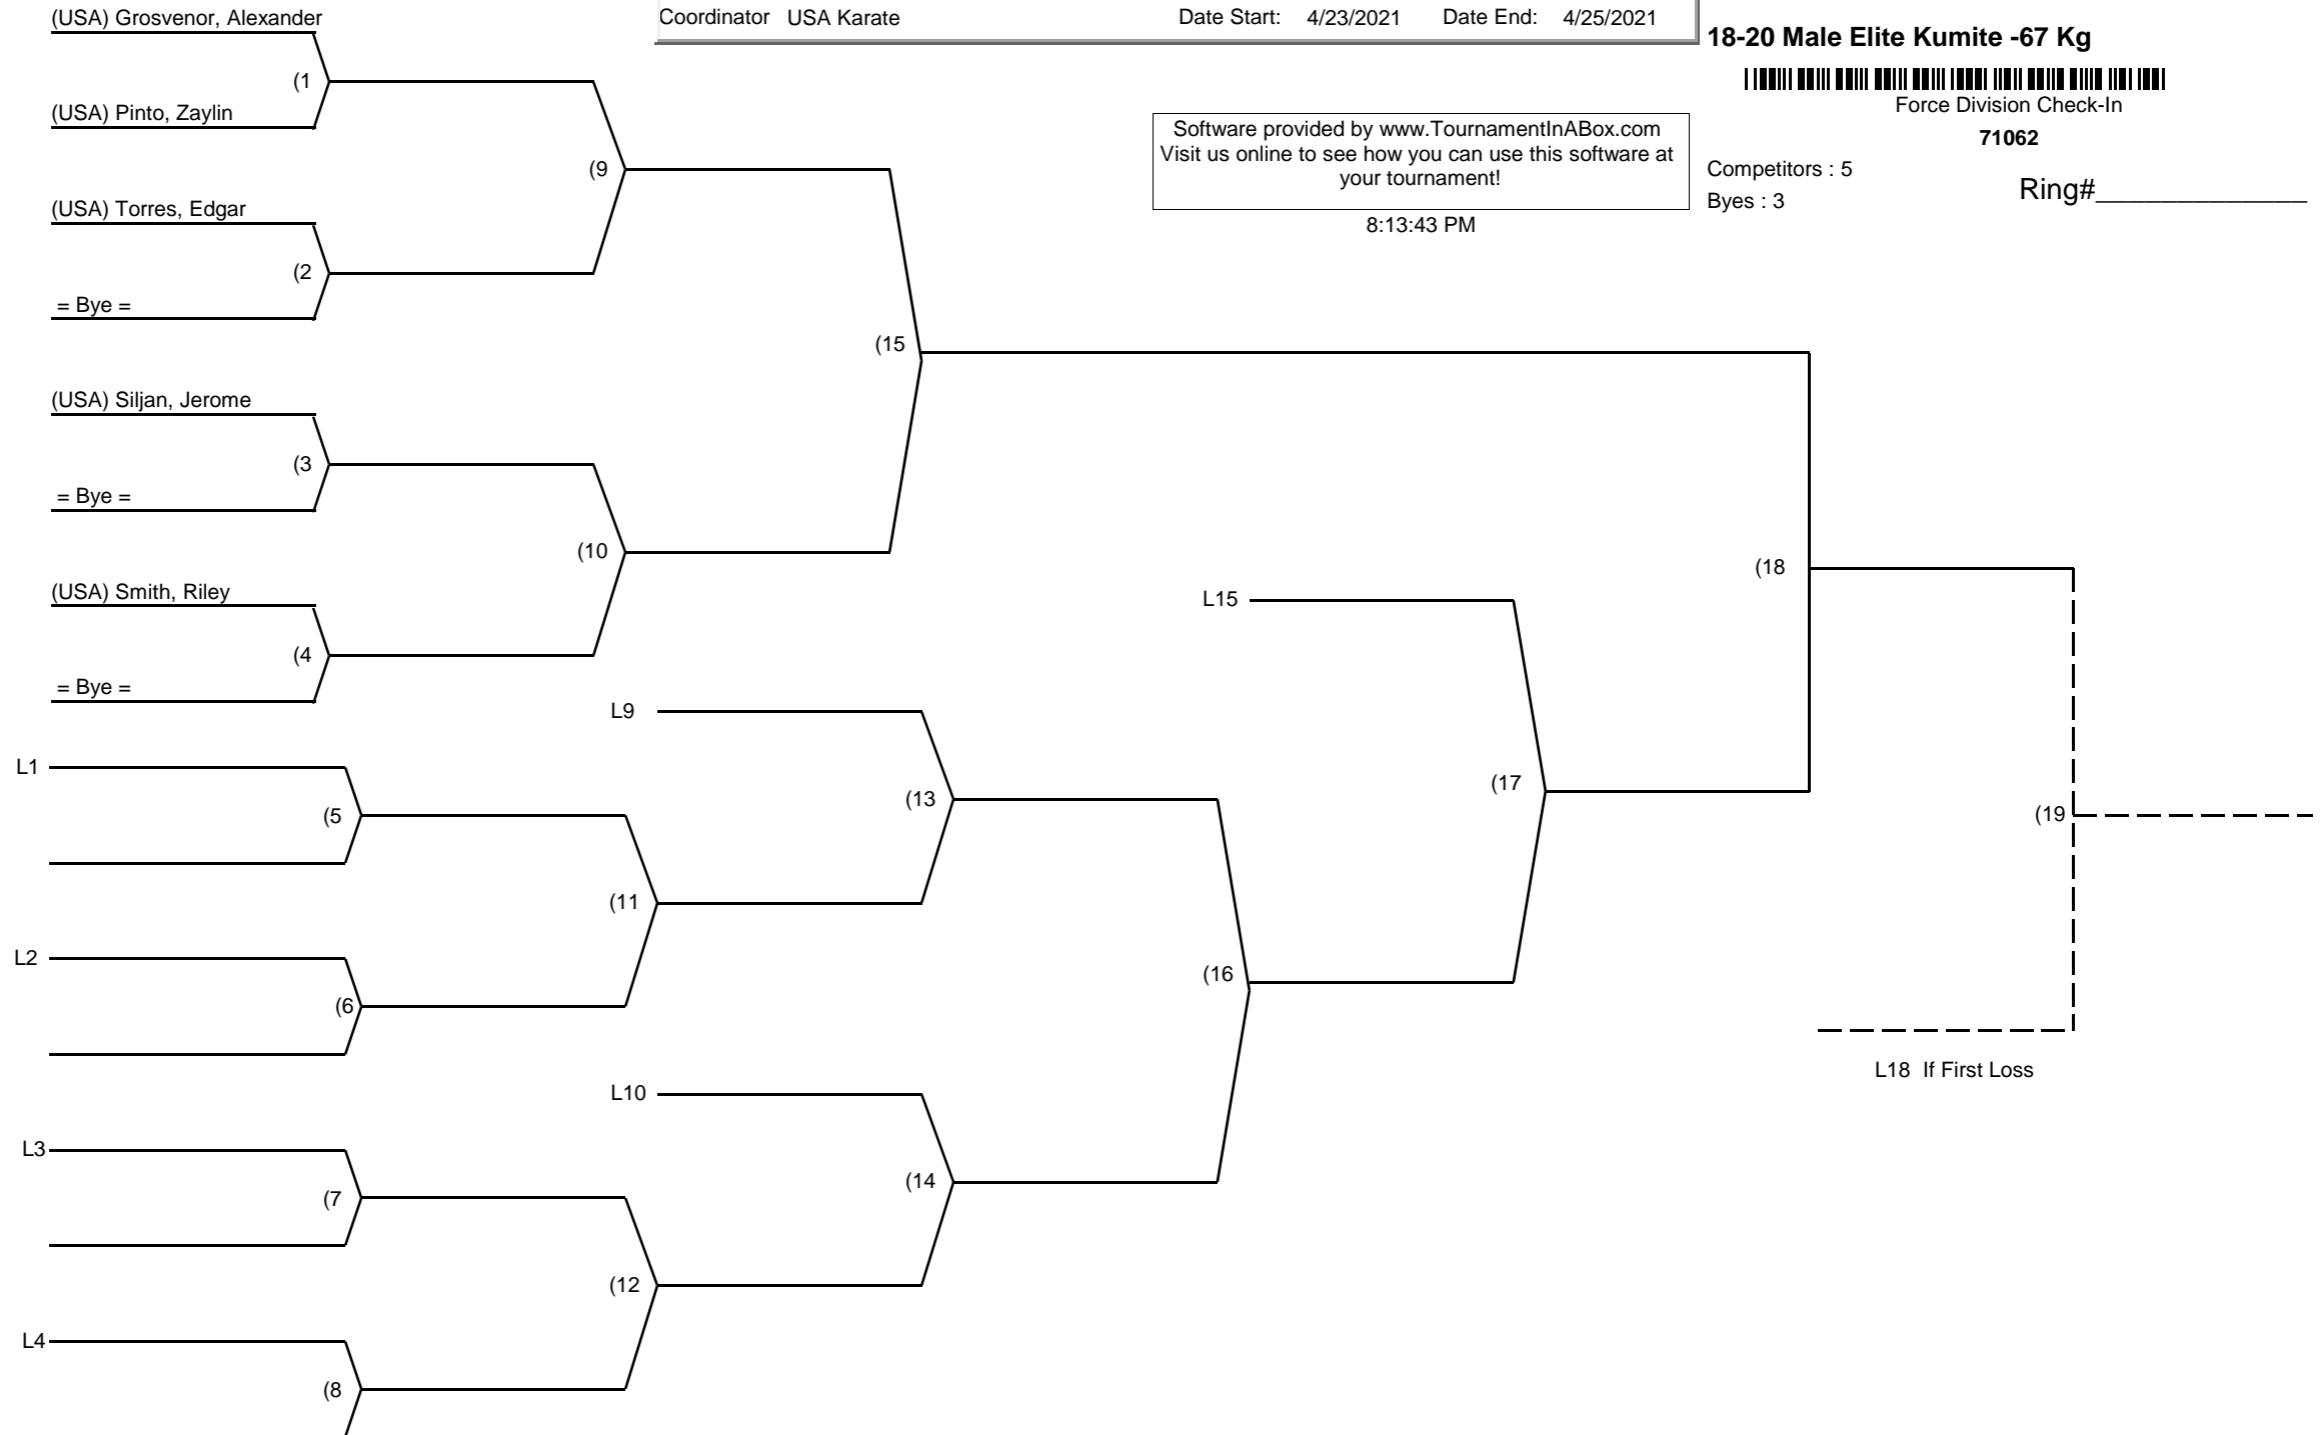 (USA) Grosvenor, Alexander
Coordinator USA Karate Date Start: 4/23/2021 Date End: 4/25/2021
18-20 Male Elite Kumite -67 Kg
Force Division Check-In
71062
Competitors : 5
Byes : 3
Ring#_____________
Software provided by www.TournamentInABox.com
Visit us online to see how you can use this software at
your tournament!
8:13:43 PM
(1
(USA) Pinto, Zaylin
(9
(USA) Torres, Edgar
(2
= Bye =
(15
(USA) Siljan, Jerome
(3
= Bye =
(10
(18
(USA) Smith, Riley
L15
(4
= Bye =
L9
L1
(17
(13
(5
(19
(11
L2
(16
(6
L18 If First Loss
L10
L3
(14
(7
(12
L4
(8